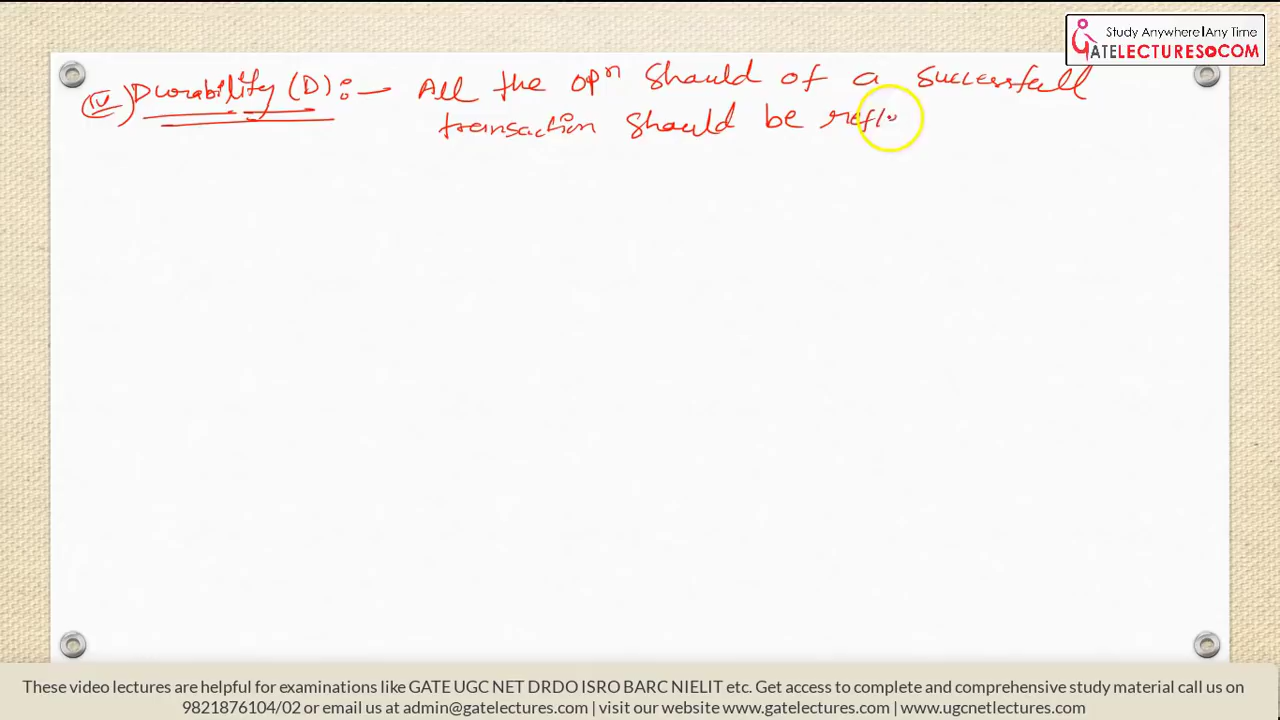 Study Anywhere | Any Time
GATELECTURES.COM
iv) Durability (D) :- All the opn should of a successfull
transaction should be refle
These video lectures are helpful for examinations like GATE UGC NET DRDO ISRO BARC NIELIT etc. Get access to complete and comprehensive study material call us on
9821876104/02 or email us at admin@gatelectures.com | visit our website www.gatelectures.com | www.ugcnetlectures.com